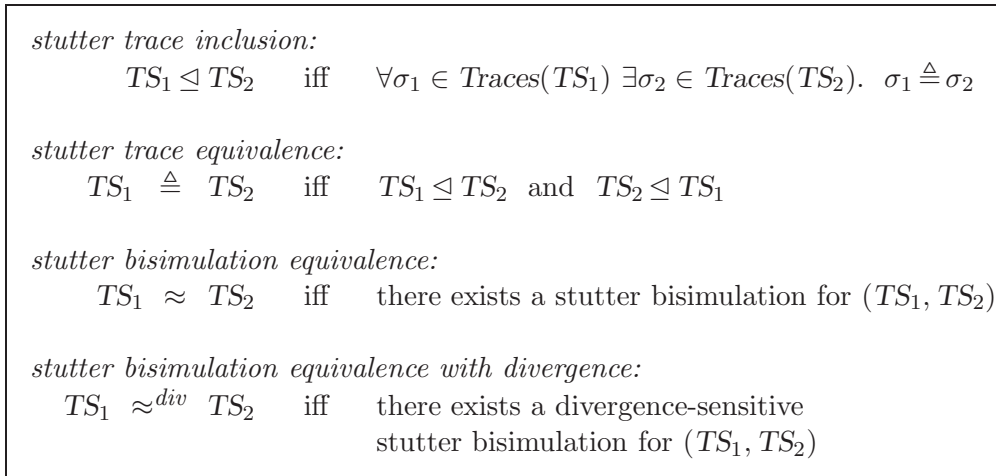 stutter trace inclusion:
TS₁ ⊴ TS₂ iff ∀σ₁ ∈ Traces(TS₁) ∃σ₂ ∈ Traces(TS₂). σ₁ ≜ σ₂
stutter trace equivalence:
TS₁ ≜ TS₂ iff TS₁ ⊴ TS₂ and TS₂ ⊴ TS₁
stutter bisimulation equivalence:
TS₁ ≈ TS₂ iff there exists a stutter bisimulation for (TS₁, TS₂)
stutter bisimulation equivalence with divergence:
TS₁ ≈ᵈⁱᵛ TS₂ iff there exists a divergence-sensitive
stutter bisimulation for (TS₁, TS₂)